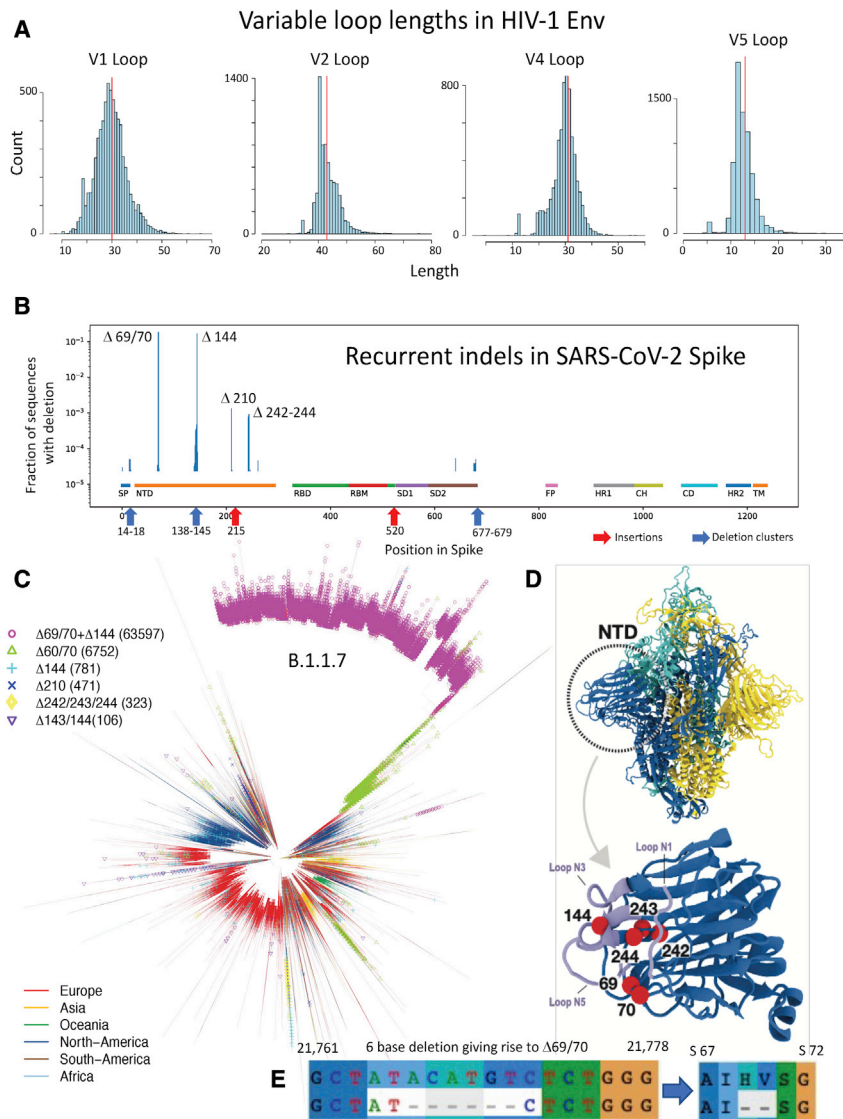 Variable loop lengths in HIV-1 Env
A
V1 Loop
V2 Loop
V4 Loop
V5 Loop
Count
500
0
10 30 50 70
1400
0
20 40 60 80
800
0
10 30 50
1500
0
0 10 20 30
Length
B
Recurrent indels in SARS-CoV-2 Spike
Δ 69/70
Δ 144
Δ 210
Δ 242-244
Fraction of sequences
with deletion
10⁻¹
10⁻²
10⁻³
10⁻⁴
10⁻⁵
SP NTD RBD RBM SD1 SD2 FP HR1 CH CD HR2 TM
0 200 400 600 800 1000 1200
14-18 138-145 215 520 677-679
Position in Spike
Insertions
Deletion clusters
C
Δ69/70+Δ144 (63597)
Δ60/70 (6752)
Δ144 (781)
Δ210 (471)
Δ242/243/244 (323)
Δ143/144(106)
B.1.1.7
Europe
Asia
Oceania
North-America
South-America
Africa
D
NTD
Loop N1
Loop N3
144
243
244
242
69
70
Loop N5
E
21,761 6 base deletion giving rise to Δ69/70 21,778
G C T A T A C A T G T C T C T G G G
G C T A T - - - - - - C T C T G G G
S 67 S 72
A I H V S G
A I - - S G